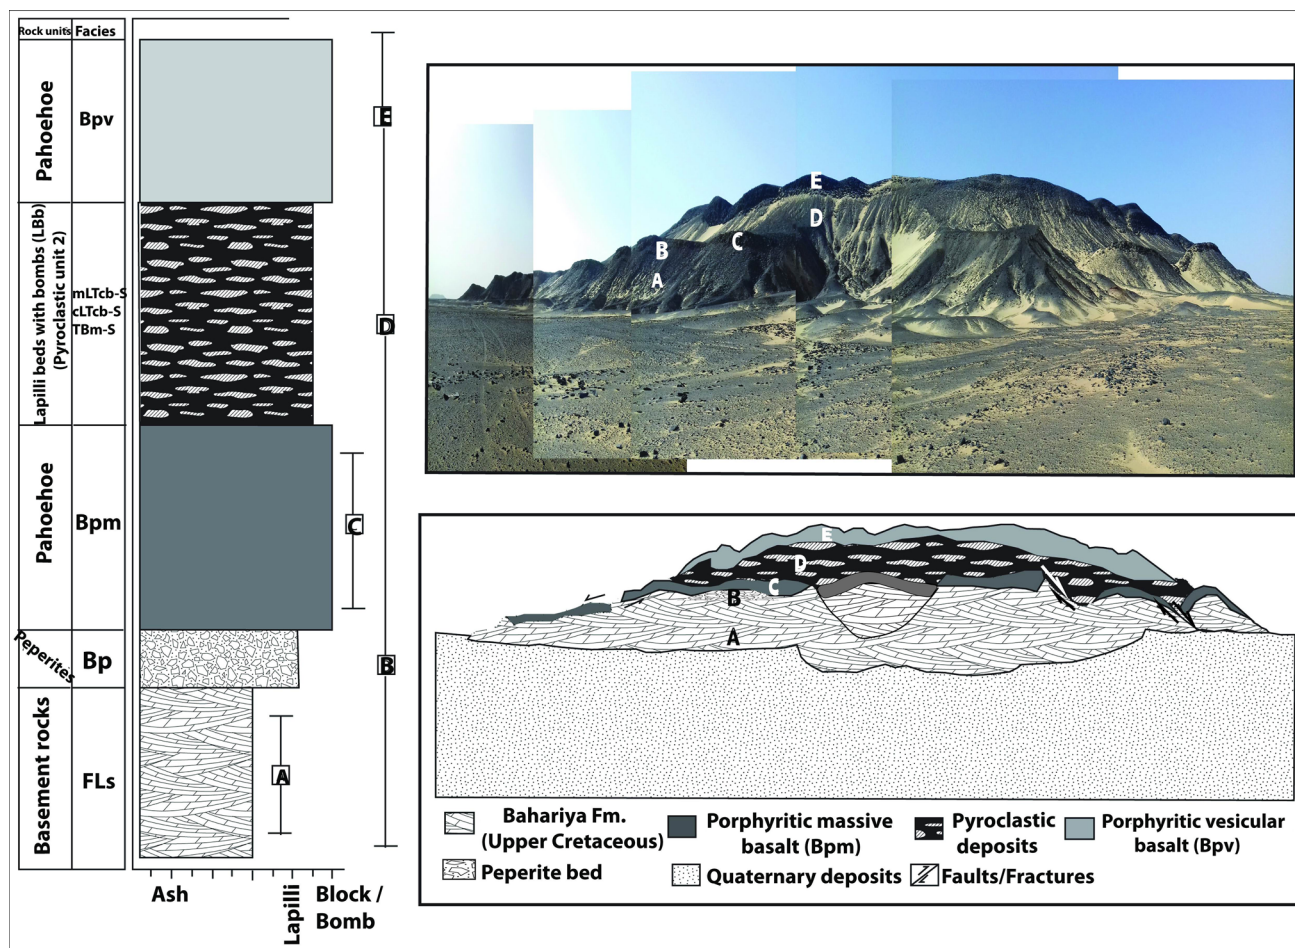 Rock units Facies
Pahoehoe
Bpv
Lapilli beds with bombs (LBb)
(Pyroclastic unit 2)
mLTcb-S
cLTcb-S
TBm-S
Pahoehoe
Bpm
Peperites
Bp
Basement rocks
FLs
E
D
C
B
A
Ash
Lapilli
Block /
Bomb
E
D
C
B
A
E
D
C
B
A
Bahariya Fm.
(Upper Cretaceous)
Porphyritic massive
basalt (Bpm)
Pyroclastic
deposits
Porphyritic vesicular
basalt (Bpv)
Peperite bed
Quaternary deposits
Faults/Fractures